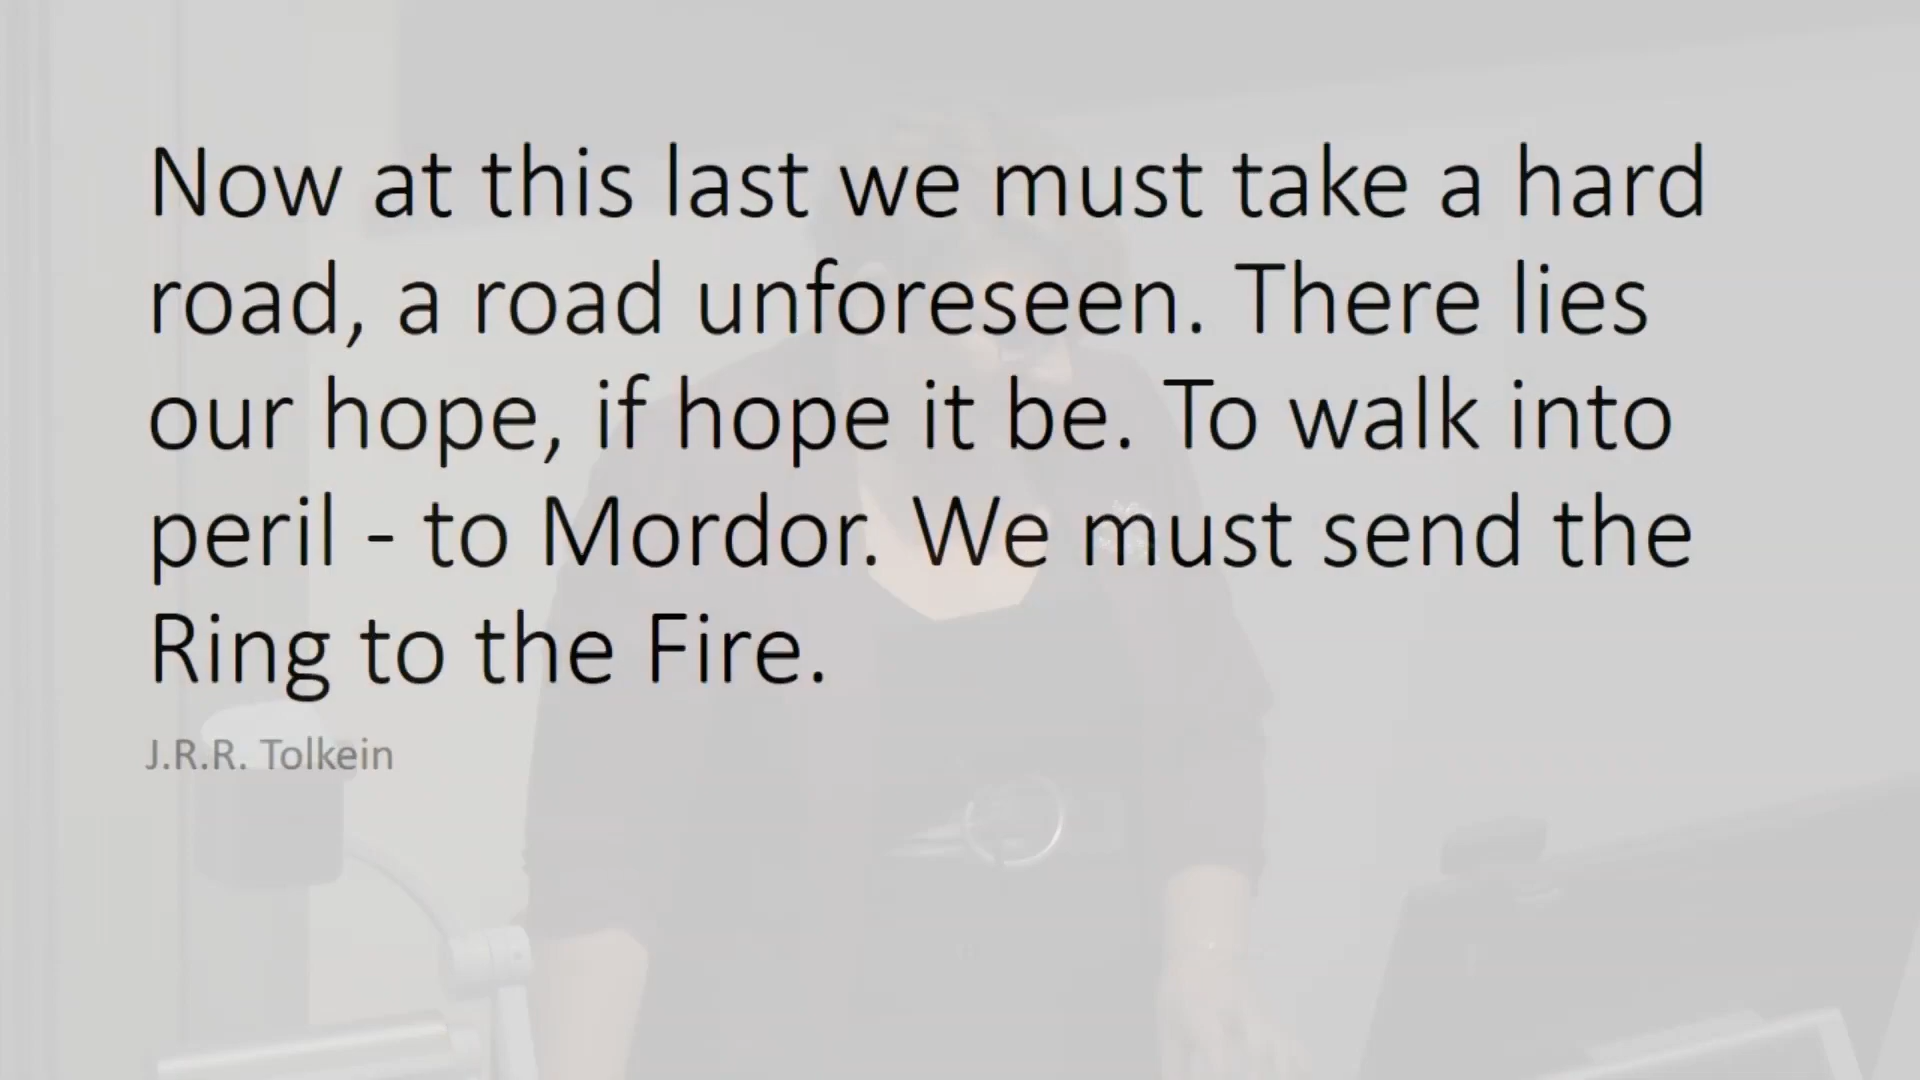 Now at this last we must take a hard
road, a road unforeseen. There lies
our hope, if hope it be. To walk into
peril - to Mordor. We must send the
Ring to the Fire.
J.R.R. Tolkein